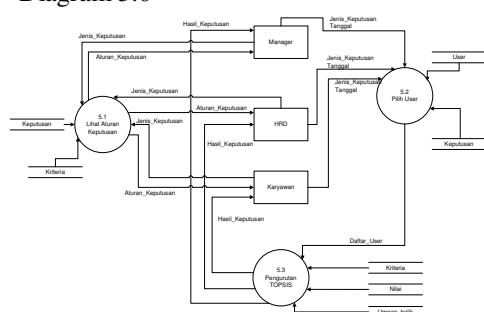 Diagram 5.0
Hasil_Keputusan
Manager
Jenis_Keputusan
Tanggal
Jenis_Keputusan
Aturan_Keputusan
Jenis_Keputusan
Tanggal
User
Jenis_Keputusan
Tanggal
5.2
Pilih User
Jenis_Keputusan
5.1
Lihat Aturan
Keputusan
Aturan_Keputusan
Keputusan
Jenis_Keputusan
HRD
Hasil_Keputusan
Keputusan
Kriteria
Aturan_Keputusan
Karyawan
Hasil_Keputusan
Daftar_User
5.3
Pengurutan
TOPSIS
Kriteria
Nilai